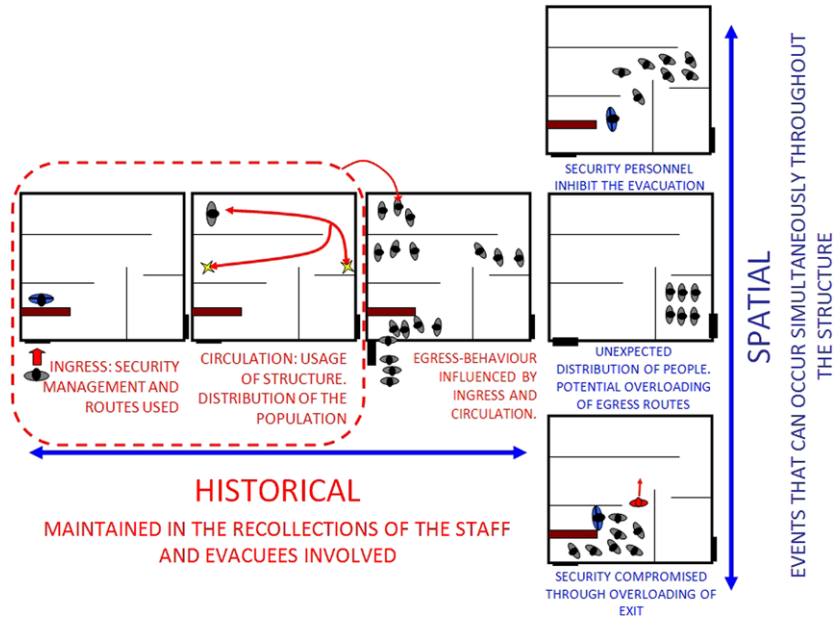 INGRESS: SECURITY
MANAGEMENT AND
ROUTES USED
CIRCULATION: USAGE
OF STRUCTURE.
DISTRIBUTION OF THE
POPULATION
EGRESS-BEHAVIOUR
INFLUENCED BY
INGRESS AND
CIRCULATION.
HISTORICAL
MAINTAINED IN THE RECOLLECTIONS OF THE STAFF
AND EVACUEES INVOLVED
SECURITY PERSONNEL
INHIBIT THE EVACUATION
UNEXPECTED
DISTRIBUTION OF PEOPLE.
POTENTIAL OVERLOADING
OF EGRESS ROUTES
SECURITY COMPROMISED
THROUGH OVERLOADING OF
EXIT
SPATIAL
EVENTS THAT CAN OCCUR SIMULTANEOUSLY THROUGHOUT
THE STRUCTURE